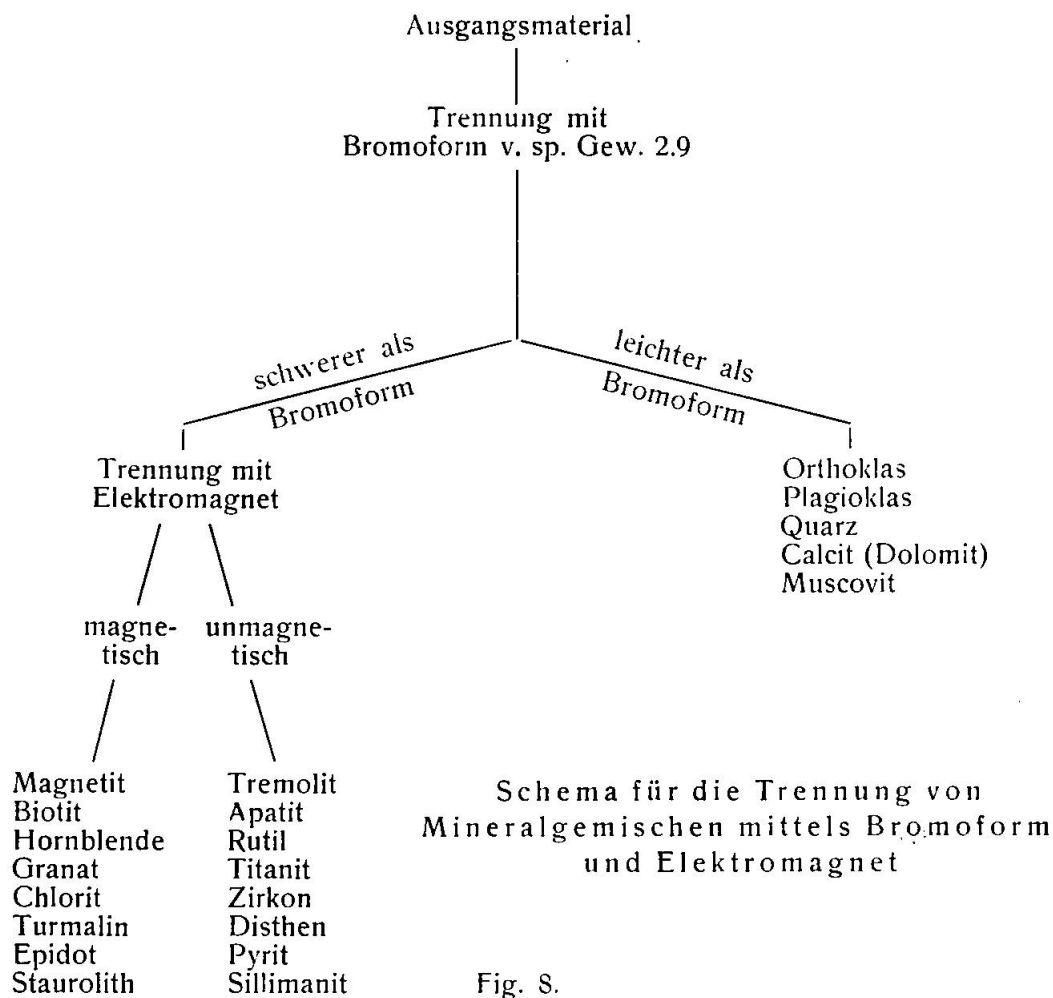 Ausgangsmaterial
Trennung mit
Bromoform v. sp. Gew. 2.9
schwerer als
Bromoform
leichter als
Bromoform
Trennung mit
Elektromagnet
Orthoklas
Plagioklas
Quarz
Calcit (Dolomit)
Muscovit
magne-
tisch
unmagne-
tisch
Magnetit
Biotit
Hornblende
Granat
Chlorit
Turmalin
Epidot
Staurolith
Tremolit
Apatit
Rutil
Titanit
Zirkon
Disthen
Pyrit
Sillimanit
Schema für die Trennung von
Mineralgemischen mittels Bromoform
und Elektromagnet
Fig. 8.